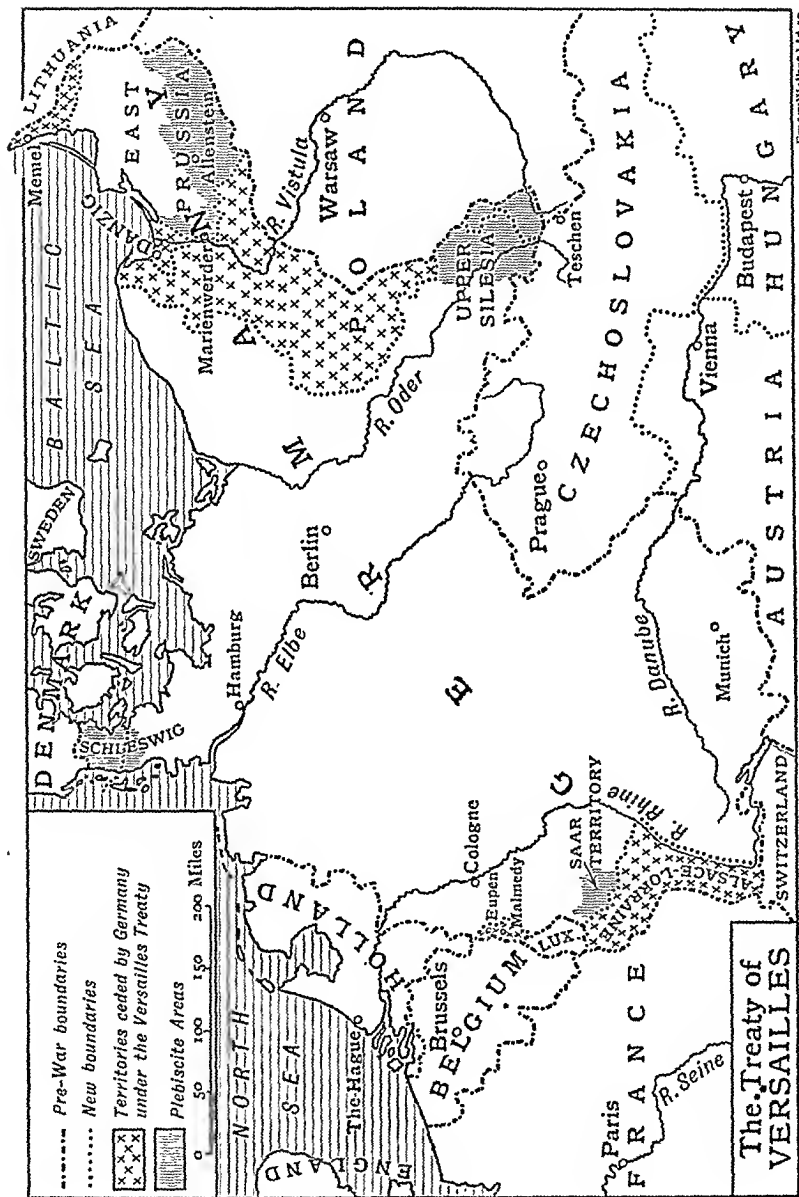 Pre-War boundaries
New boundaries
Territories ceded by Germany
under the Versailles Treaty
Plebiscite Areas
0 50 100 150 200 Miles
NORTH
SEA
ENGLAND
The Hague
HOLLAND
Brussels
BELGIUM
Eupen
Malmedy
Cologne
LUX
SAAR
TERRITORY
ALSACE-LORRAINE
R. Rhine
Paris
R. Seine
FRANCE
SWITZERLAND
DENMARK
SCHLESWIG
SWEDEN
BALTIC
SEA
Hamburg
R. Elbe
Berlin
GERMANY
R. Oder
Munich
R. Danube
Prague
CZECHOSLOVAKIA
AUSTRIA
Vienna
Budapest
HUNGARY
Teschen
UPPER
SILESIA
POLAND
Warsaw
R. Vistula
Marienwerder
DANZIG
EAST
PRUSSIA
Allenstein
Memel
LITHUANIA
The Treaty of
VERSAILLES